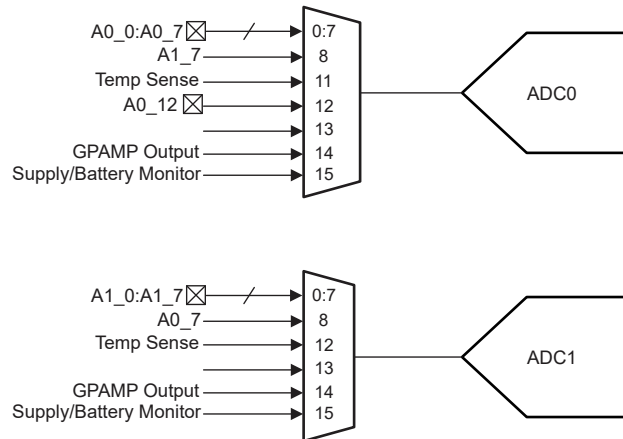 A0_0:A0_7 0:7
A1_7 8
Temp Sense 11
A0_12 12
13
GPAMP Output 14
Supply/Battery Monitor 15
ADC0
A1_0:A1_7 0:7
A0_7 8
Temp Sense 12
13
GPAMP Output 14
Supply/Battery Monitor 15
ADC1